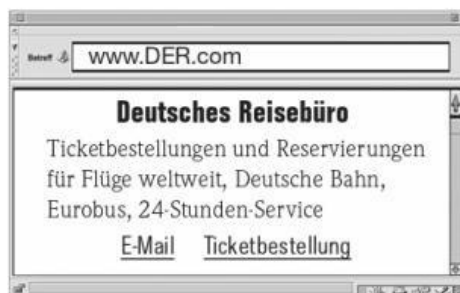 Betreff www.DER.com
Deutsches Reisebüro
Ticketbestellungen und Reservierungen
für Flüge weltweit, Deutsche Bahn,
Eurobus, 24-Stunden-Service
E-Mail Ticketbestellung